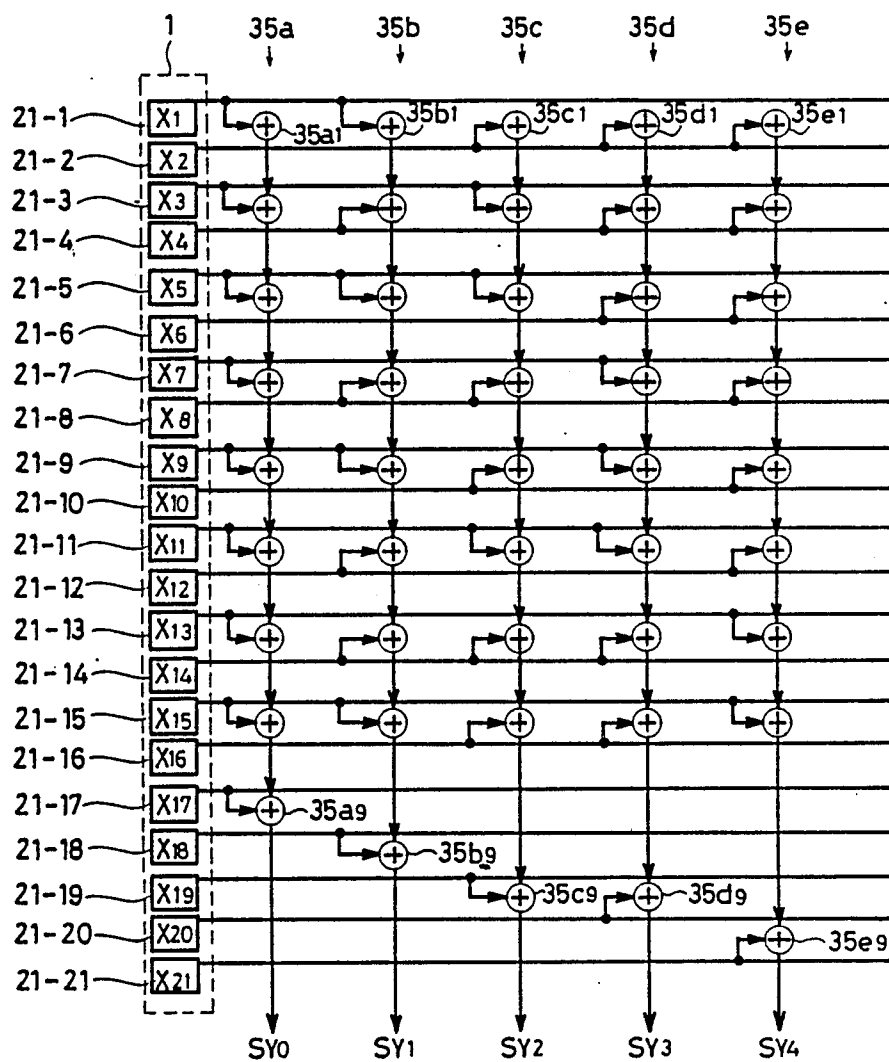 1 35a 35b 35c 35d 35e
21-1 X1 35a1 35b1 35c1 35d1 35e1
21-2 X2
21-3 X3
21-4 X4
21-5 X5
21-6 X6
21-7 X7
21-8 X8
21-9 X9
21-10 X10
21-11 X11
21-12 X12
21-13 X13
21-14 X14
21-15 X15
21-16 X16
21-17 X17 35a9
21-18 X18 35b9
21-19 X19 35c9 35d9
21-20 X20 35e9
21-21 X21
SY0 SY1 SY2 SY3 SY4